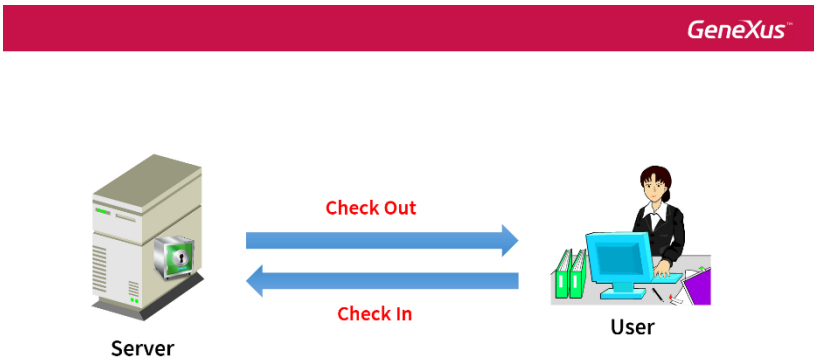 GeneXus™
Check Out
Check In
User
Server